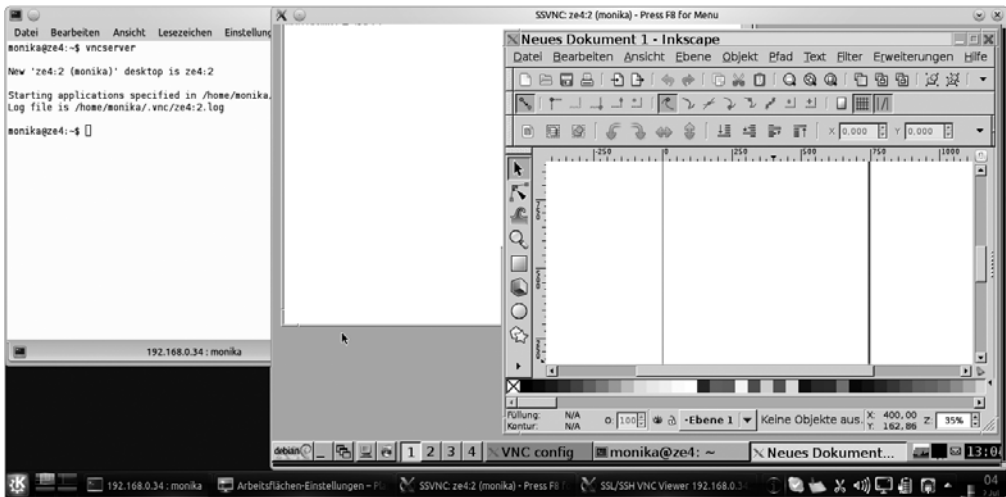 SSVNC: ze4:2 (monika) - Press F8 for Menu
Datei Bearbeiten Ansicht Lesezeichen Einstellung
monika@ze4:~$ vncserver
New 'ze4:2 (monika)' desktop is ze4:2
Starting applications specified in /home/monika.
Log file is /home/monika/.vnc/ze4:2.log
monika@ze4:~$
192.168.0.34 : monika
Neues Dokument 1 - Inkscape
Datei Bearbeiten Ansicht Ebene Objekt Pfad Text Filter Erweiterungen Hilfe
X 0,000 Y 0,000
-250 0 250 500 750 1000
Füllung: N/A
Kontur: N/A
O: 100 ·Ebene 1 Keine Objekte aus. X: 400,00 Y: 162,86 Z: 35%
debian 1 2 3 4 VNC config monika@ze4: ~ Neues Dokument... 13:04
192.168.0.34 : monika Arbeitsflächen-Einstellungen – SSVNC: ze4:2 (monika) - Press F8 SSL/SSH VNC Viewer 192.168.0.3 04